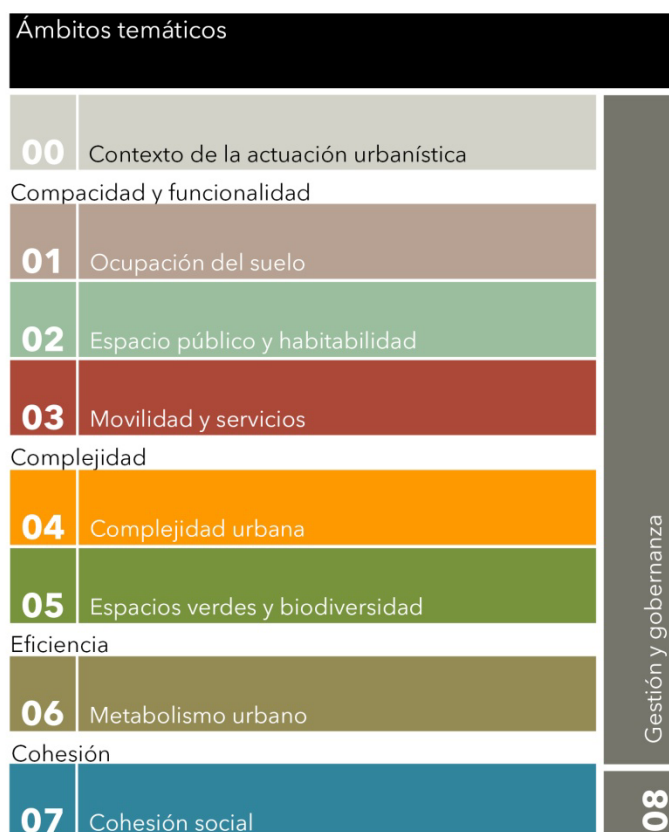 Ámbitos temáticos
00 Contexto de la actuación urbanística
Compacidad y funcionalidad
01 Ocupación del suelo
02 Espacio público y habitabilidad
03 Movilidad y servicios
Complejidad
04 Complejidad urbana
05 Espacios verdes y biodiversidad
Eficiencia
06 Metabolismo urbano
Cohesión
07 Cohesión social
08 Gestión y gobernanza